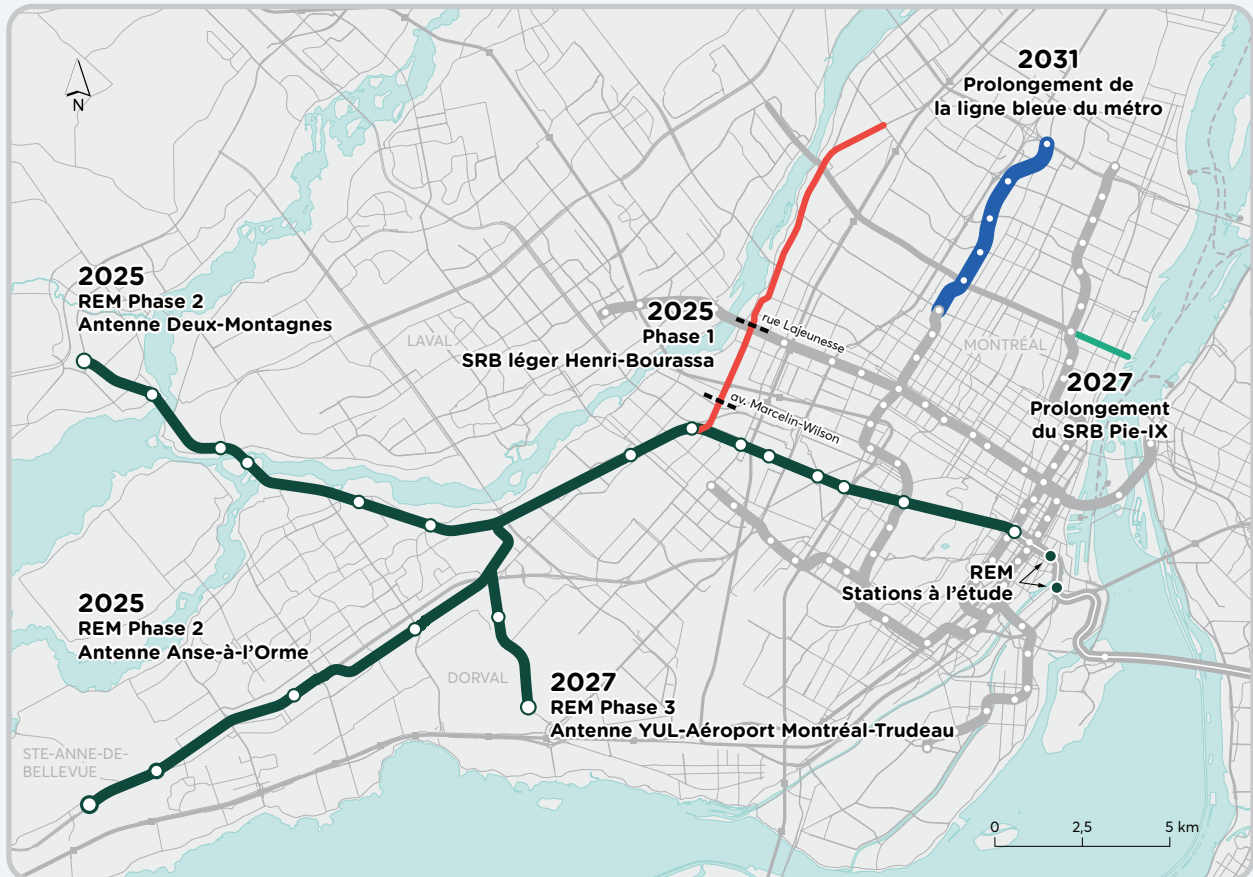 N
2031
Prolongement de
la ligne bleue du métro
2025
REM Phase 2
Antenne Deux-Montagnes
LAVAL
2025
Phase 1
SRB léger Henri-Bourassa
rue Lajeunesse
av. Marcelin-Wilson
MONTRÉAL
2027
Prolongement
du SRB Pie-IX
REM
Stations à l’étude
2025
REM Phase 2
Antenne Anse-à-l’Orme
DORVAL
2027
REM Phase 3
Antenne YUL-Aéroport Montréal-Trudeau
STE-ANNE-DE-
BELLEVUE
0 2,5 5 km